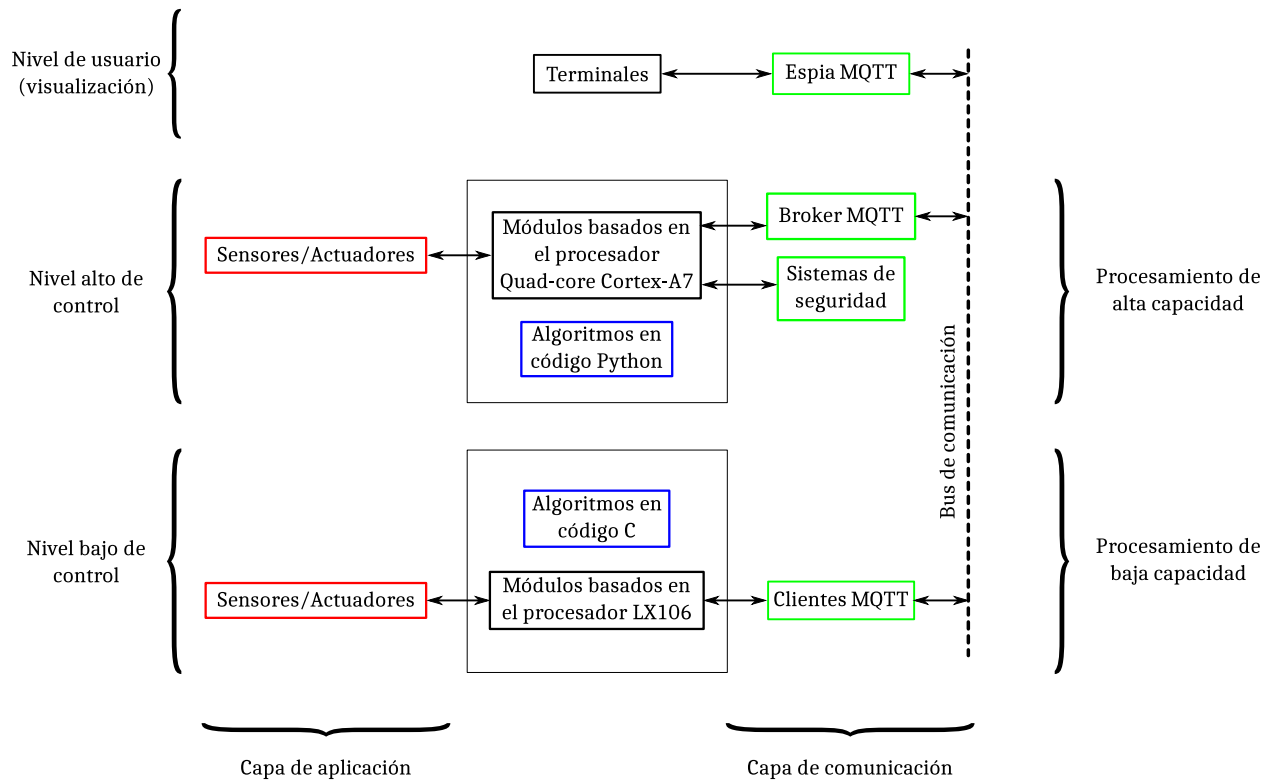 Nivel de usuario
(visualización)
Terminales
Espia MQTT
Nivel alto de
control
Sensores/Actuadores
Módulos basados en
el procesador
Quad-core Cortex-A7
Algoritmos en
código Python
Broker MQTT
Sistemas de
seguridad
Bus de comunicación
Procesamiento de
alta capacidad
Nivel bajo de
control
Sensores/Actuadores
Algoritmos en
código C
Módulos basados en
el procesador LX106
Clientes MQTT
Procesamiento de
baja capacidad
Capa de aplicación
Capa de comunicación